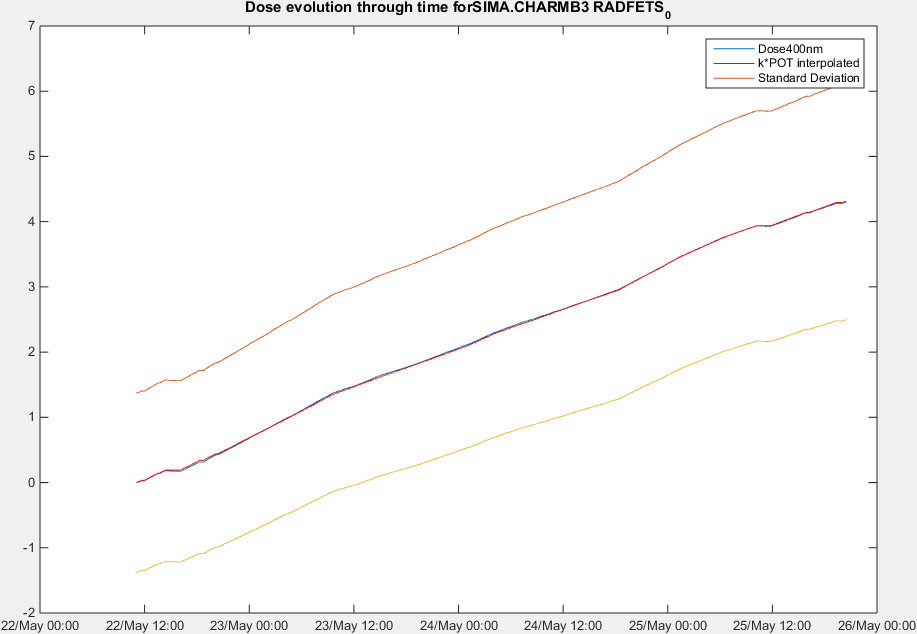 Dose evolution through time forSIMA.CHARMB3 RADFETS0
Dose400nm
k*POT interpolated
Standard Deviation
7
6
5
4
3
2
1
0
-1
-2
22/May 00:00 22/May 12:00 23/May 00:00 23/May 12:00 24/May 00:00 24/May 12:00 25/May 00:00 25/May 12:00 26/May 00:00